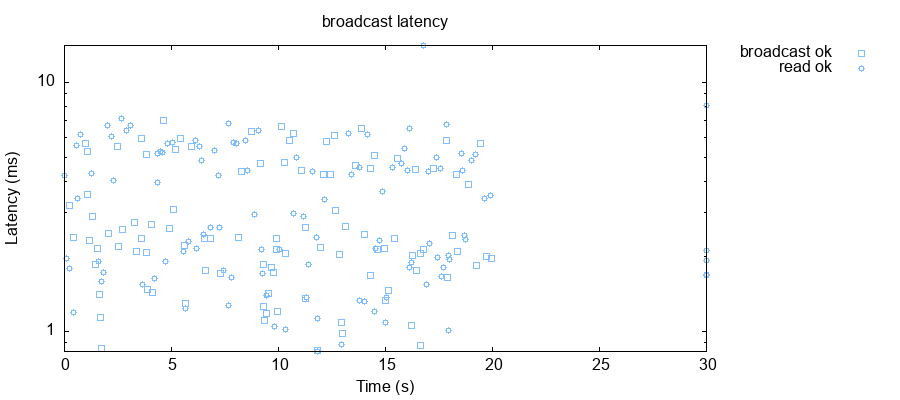 broadcast latency
broadcast ok
read ok
10
1
Latency (ms)
0 5 10 15 20 25 30
Time (s)